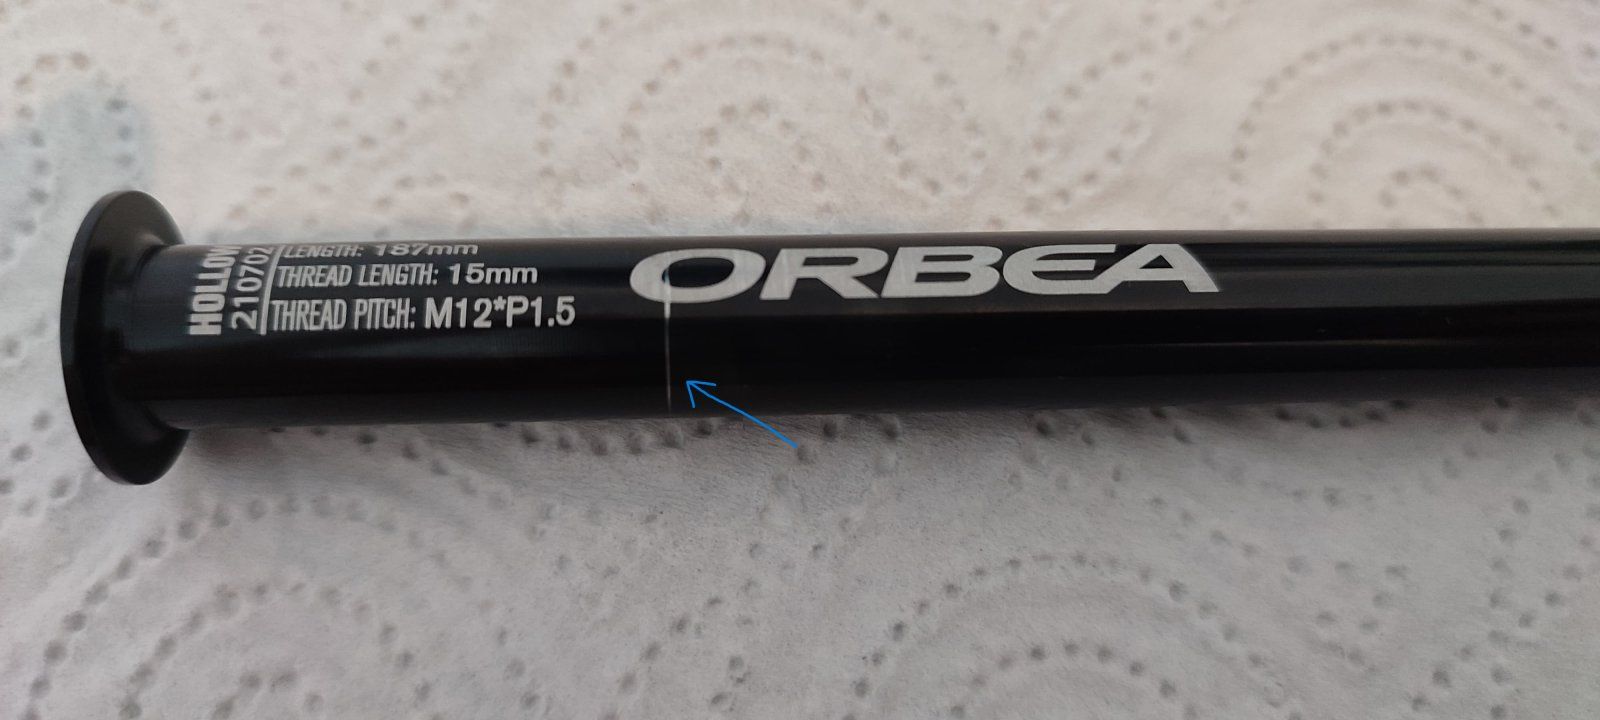 HOLLOW
210702
LENGTH: 187mm
THREAD LENGTH: 15mm
THREAD PITCH: M12*P1.5
ORBEA